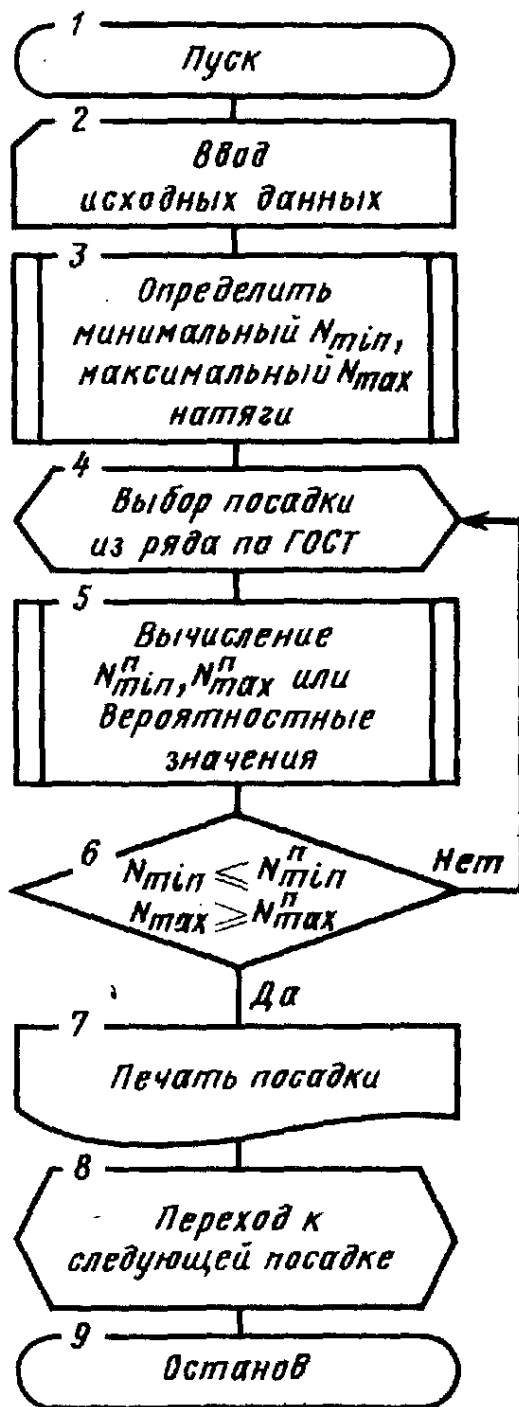 1
Пуск
2
Ввод
исходных данных
3
Определить
минимальный N_min,
максимальный N_max
натяги
4
Выбор посадки
из ряда по ГОСТ
5
Вычисление
N^п_min, N^п_max или
Вероятностные
значения
6
N_min ⩽ N^п_min
N_max ⩾ N^п_max
Нет
Да
7
Печать посадки
8
Переход к
следующей посадке
9
Останов